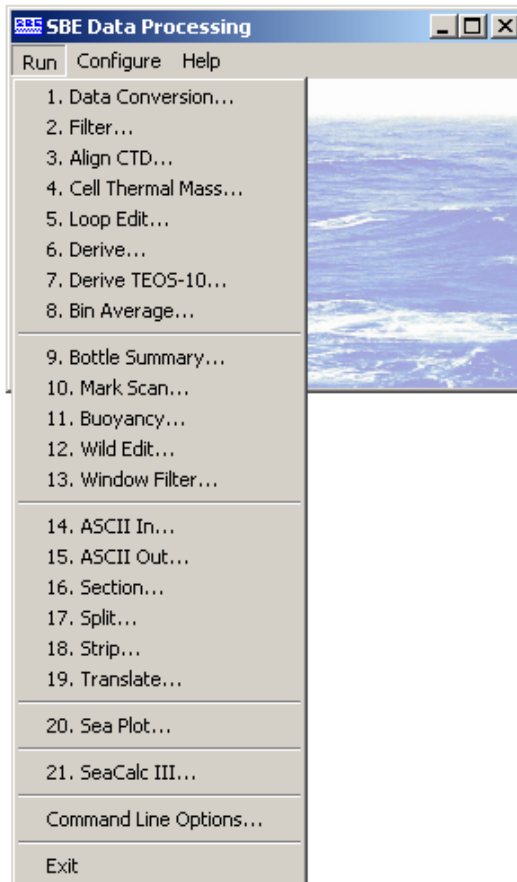 SBE SBE Data Processing
Run Configure Help
1. Data Conversion...
2. Filter...
3. Align CTD...
4. Cell Thermal Mass...
5. Loop Edit...
6. Derive...
7. Derive TEOS-10...
8. Bin Average...
9. Bottle Summary...
10. Mark Scan...
11. Buoyancy...
12. Wild Edit...
13. Window Filter...
14. ASCII In...
15. ASCII Out...
16. Section...
17. Split...
18. Strip...
19. Translate...
20. Sea Plot...
21. SeaCalc III...
Command Line Options...
Exit